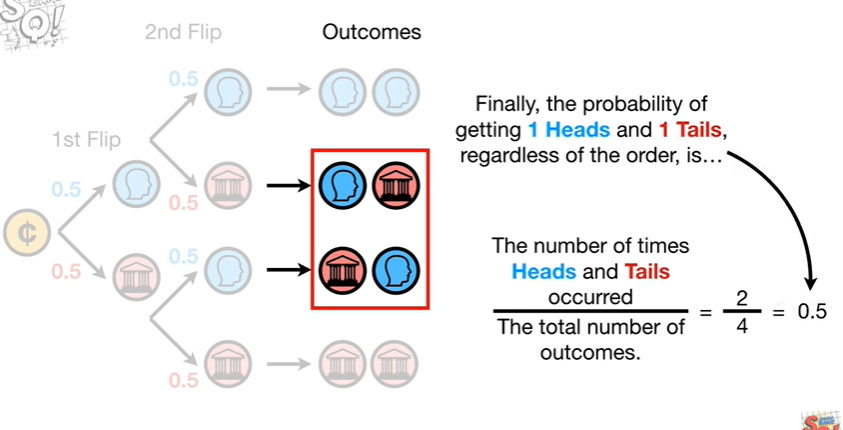 SQ!
2nd Flip
Outcomes
0.5
1st Flip
0.5
0.5
¢
0.5
0.5
0.5
Finally, the probability of
getting 1 Heads and 1 Tails,
regardless of the order, is…
The number of times
Heads and Tails
occurred
The total number of
outcomes.
= 2/4 = 0.5